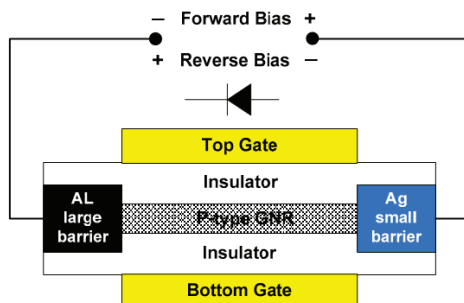 − Forward Bias +
+ Reverse Bias −
Top Gate
Insulator
AL
large
barrier
P-type GNR
Ag
small
barrier
Insulator
Bottom Gate